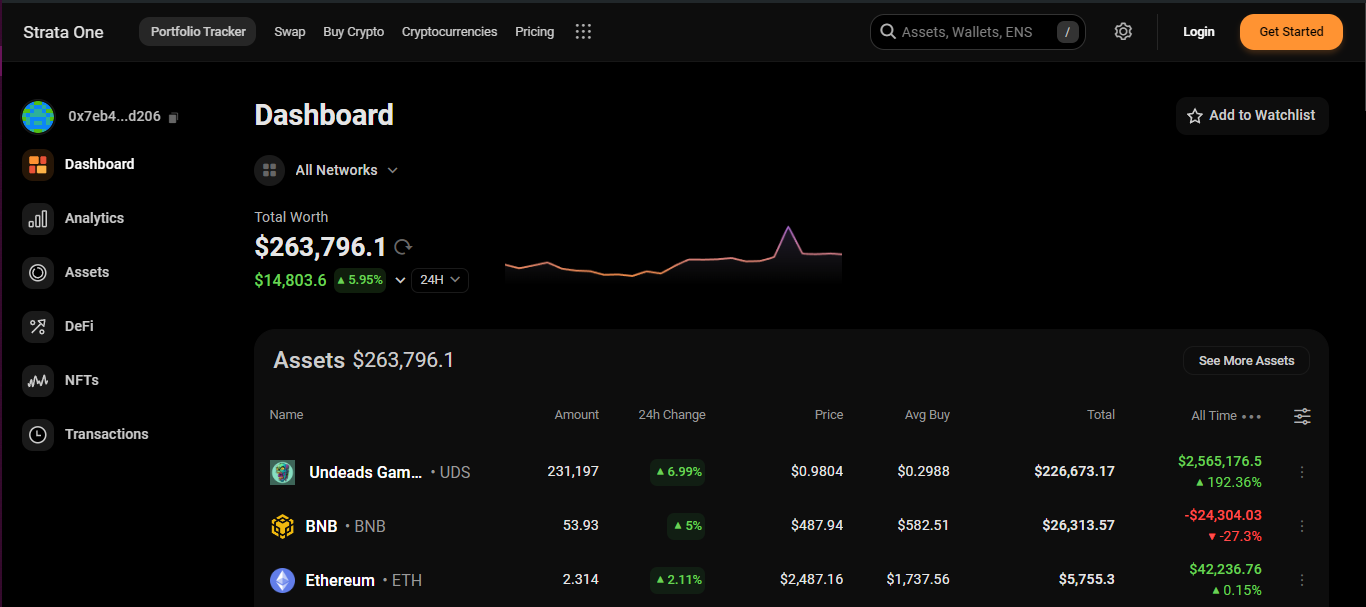 Strata One
Portfolio Tracker
Swap
Buy Crypto
Cryptocurrencies
Pricing
Assets, Wallets, ENS
/
Login
Get Started
0x7eb4...d206
Dashboard
Analytics
Assets
DeFi
NFTs
Transactions
Dashboard
Add to Watchlist
All Networks
Total Worth
$263,796.1
$14,803.6 ▲ 5.95% 24H
Assets $263,796.1
See More Assets
Name Amount 24h Change Price Avg Buy Total All Time •••
Undeads Gam... • UDS 231,197 ▲ 6.99% $0.9804 $0.2988 $226,673.17 $2,565,176.5
▲ 192.36%
BNB • BNB 53.93 ▲ 5% $487.94 $582.51 $26,313.57 -$24,304.03
▼ -27.3%
Ethereum • ETH 2.314 ▲ 2.11% $2,487.16 $1,737.56 $5,755.3 $42,236.76
▲ 0.15%